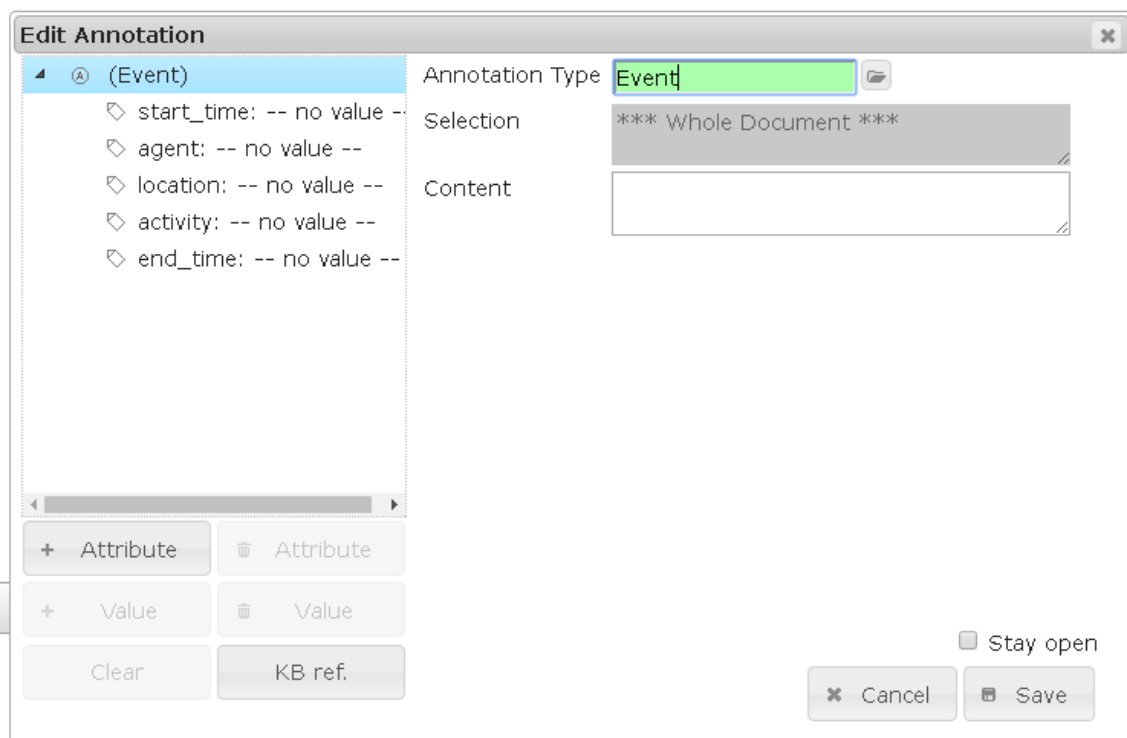 Edit Annotation
(Event)
start_time: -- no value -
agent: -- no value --
location: -- no value --
activity: -- no value --
end_time: -- no value --
Annotation Type Event
Selection *** Whole Document ***
Content
+ Attribute Attribute
+ Value Value
Clear KB ref.
Stay open
Cancel Save